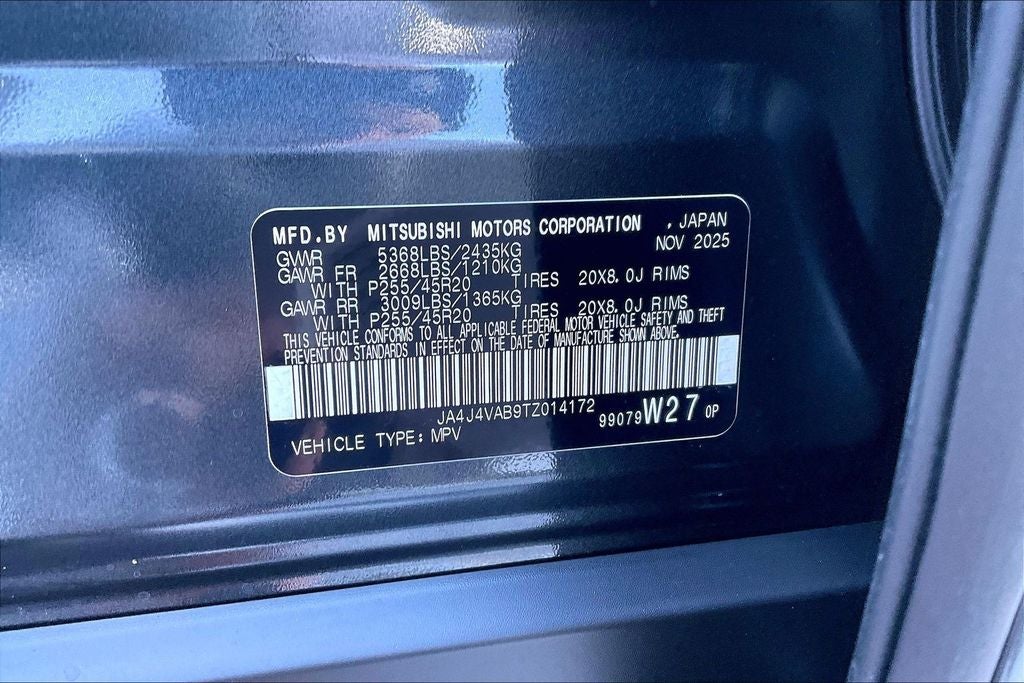 MFD.BY MITSUBISHI MOTORS CORPORATION , JAPAN
NOV 2025
GVWR 5368LBS/2435KG
GAWR FR 2668LBS/1210KG
WITH P255/45R20 TIRES 20X8.0J RIMS
GAWR RR 3009LBS/1365KG
WITH P255/45R20 TIRES 20X8.0J RIMS
THIS VEHICLE CONFORMS TO ALL APPLICABLE FEDERAL MOTOR VEHICLE SAFETY AND THEFT
PREVENTION STANDARDS IN EFFECT ON THE DATE OF MANUFACTURE SHOWN ABOVE.
JA4J4VAB9TZ014172
99079 W27 0P
VEHICLE TYPE: MPV